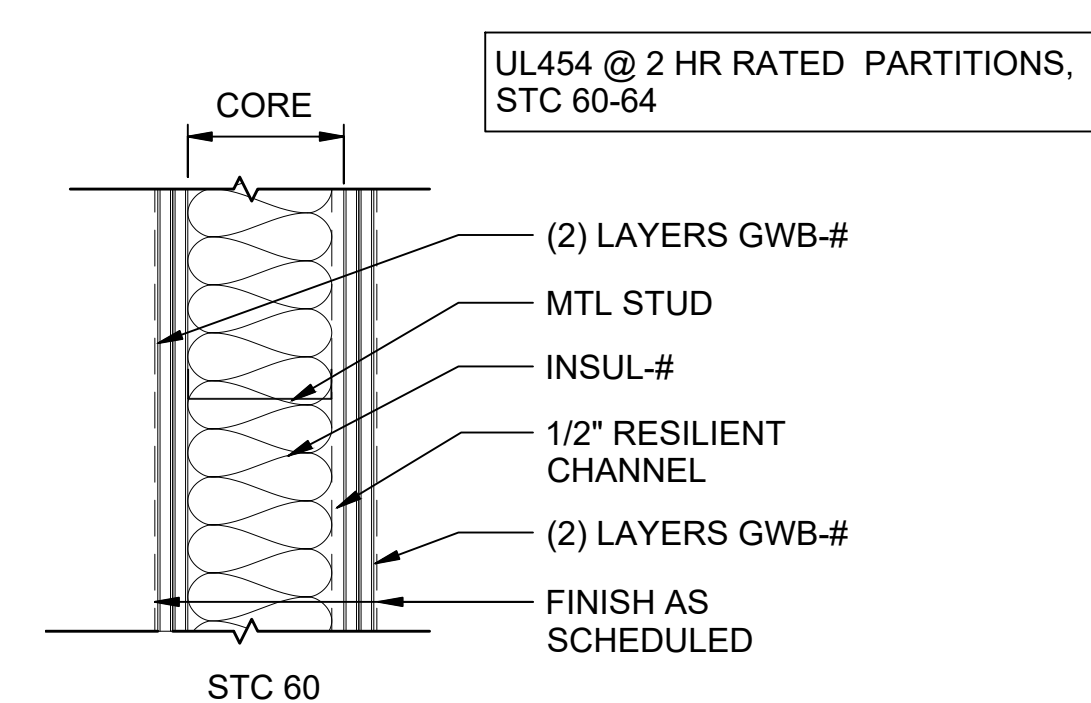 UL454 @ 2 HR RATED PARTITIONS,
STC 60-64
CORE
(2) LAYERS GWB-#
MTL STUD
INSUL-#
1/2" RESILIENT
CHANNEL
(2) LAYERS GWB-#
FINISH AS
SCHEDULED
STC 60